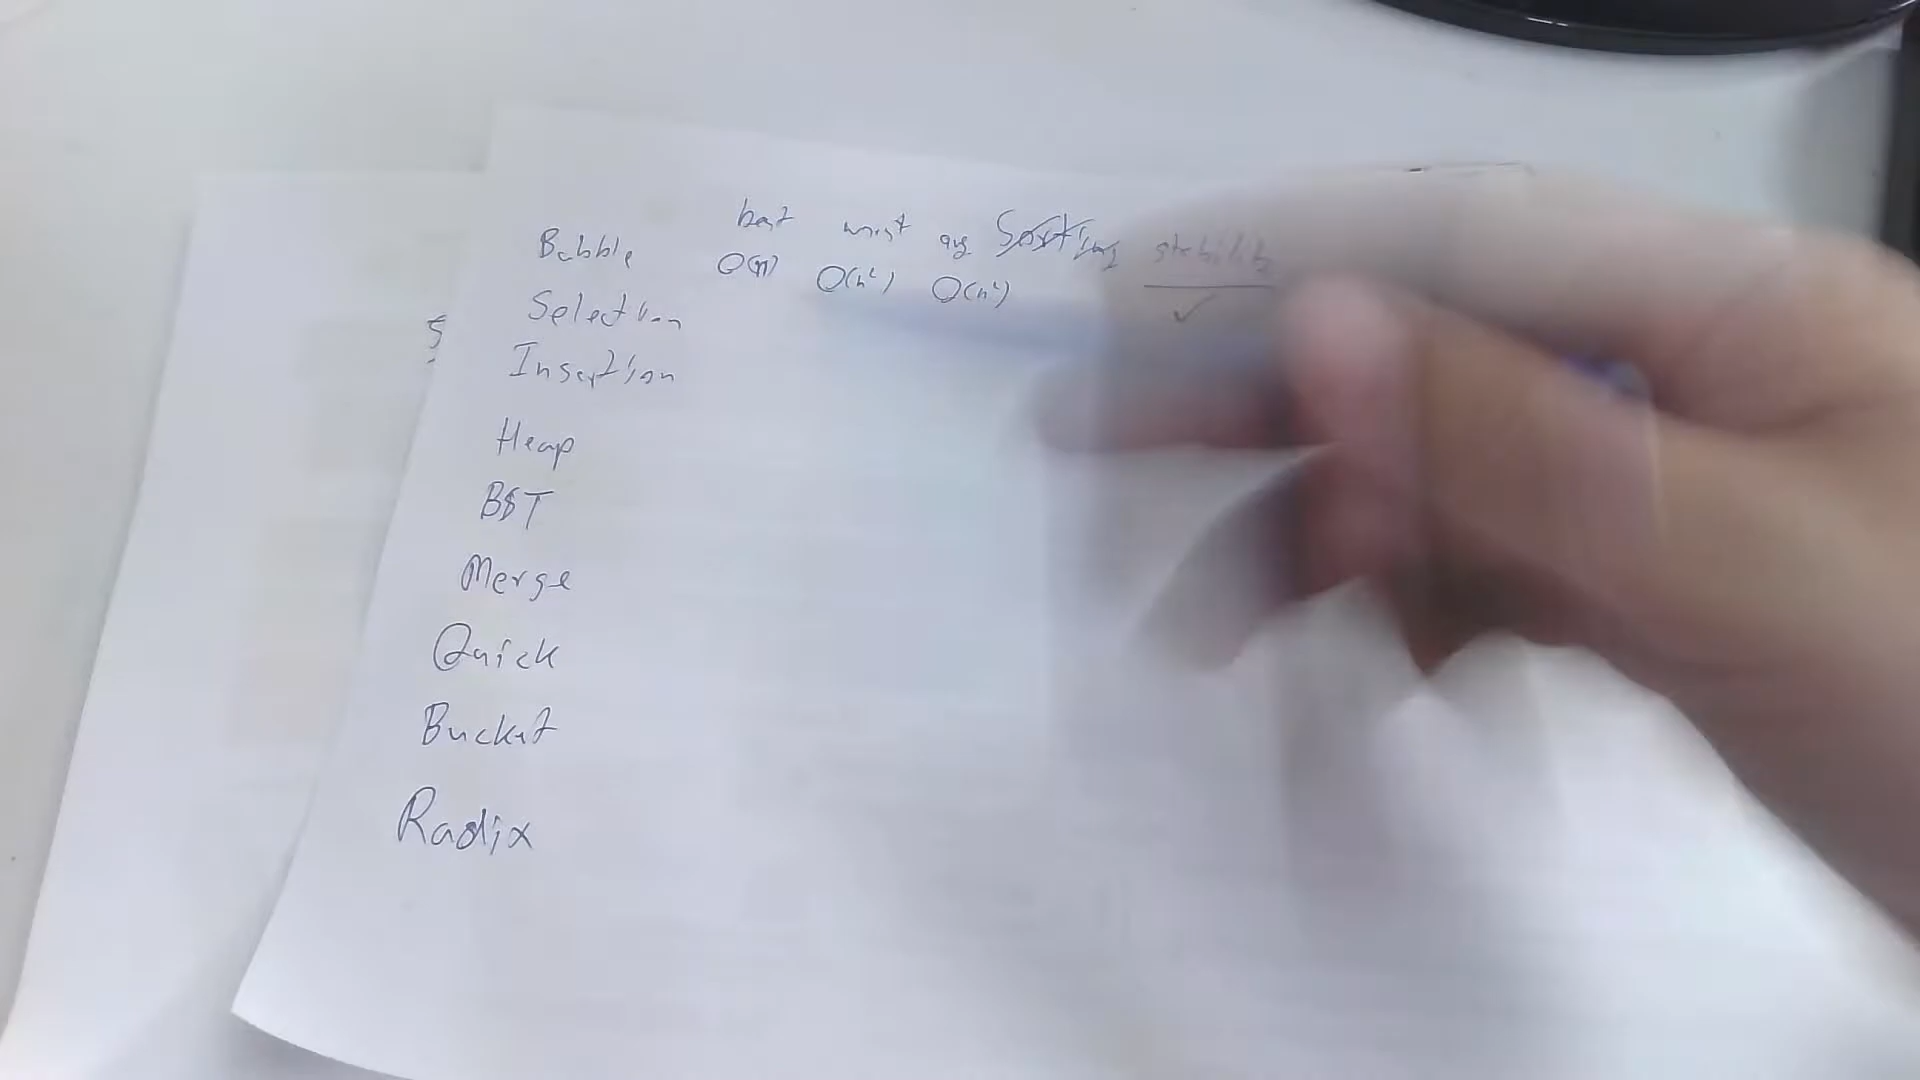 best worst avg Sorting stability
Bubble O(n) O(n²) O(n²) ✓
Selection
Insertion
Heap
BST
Merge
Quick
Bucket
Radix